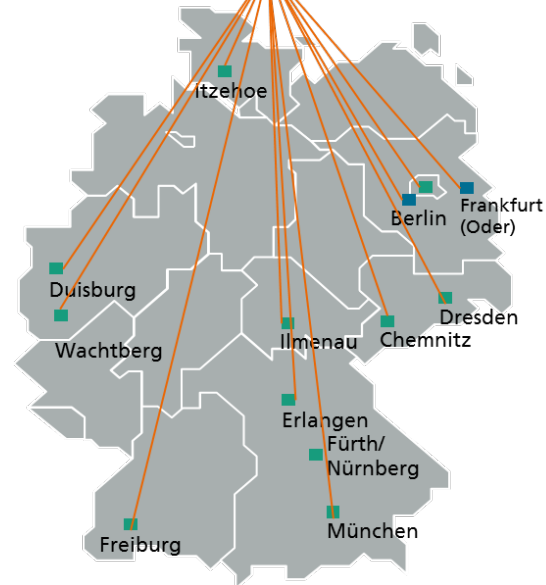 Itzehoe
Berlin
Frankfurt
(Oder)
Duisburg
Dresden
Wachtberg
Ilmenau
Chemnitz
Erlangen
Fürth/
Nürnberg
München
Freiburg